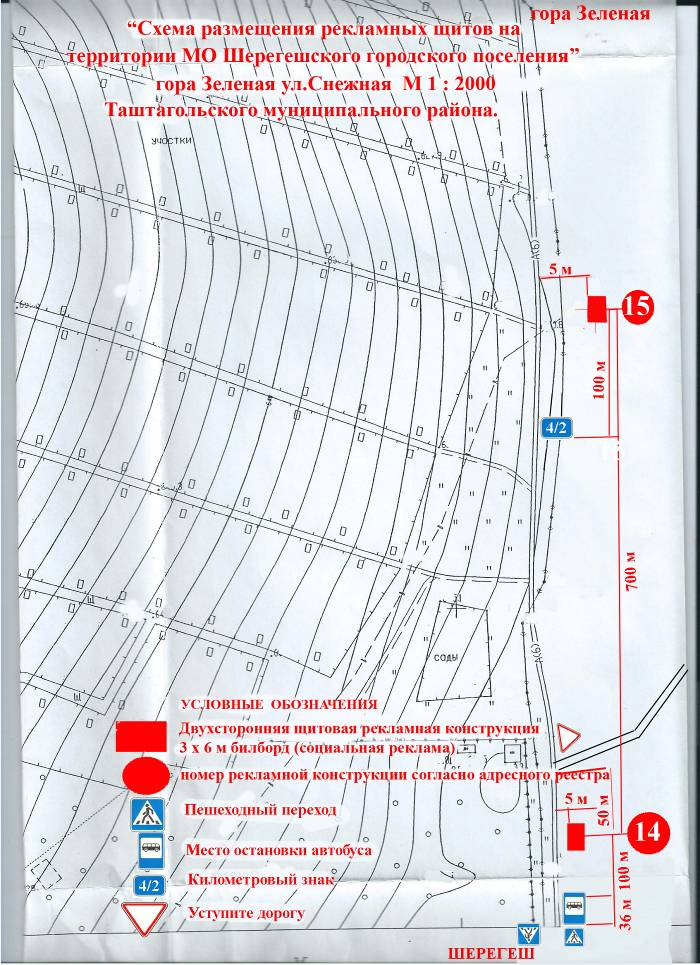 гора Зеленая
“Схема размещения рекламных щитов на
территории МО Шерегешского городского поселения”
гора Зеленая ул.Снежная М 1 : 2000
Таштагольского муниципального района.
УЧАСТКИ
А(б)
5 м
15
100 м
4/2
700 м
сады
А(б)
УСЛОВНЫЕ ОБОЗНАЧЕНИЯ
Двухсторонняя щитовая рекламная конструкция
3 х 6 м билборд (социальная реклама)
номер рекламной конструкции согласно адресного реестра
Пешеходный переход
Место остановки автобуса
4/2
Километровый знак
Уступите дорогу
5 м
50 м
14
100 м
36 м
ШЕРЕГЕШ